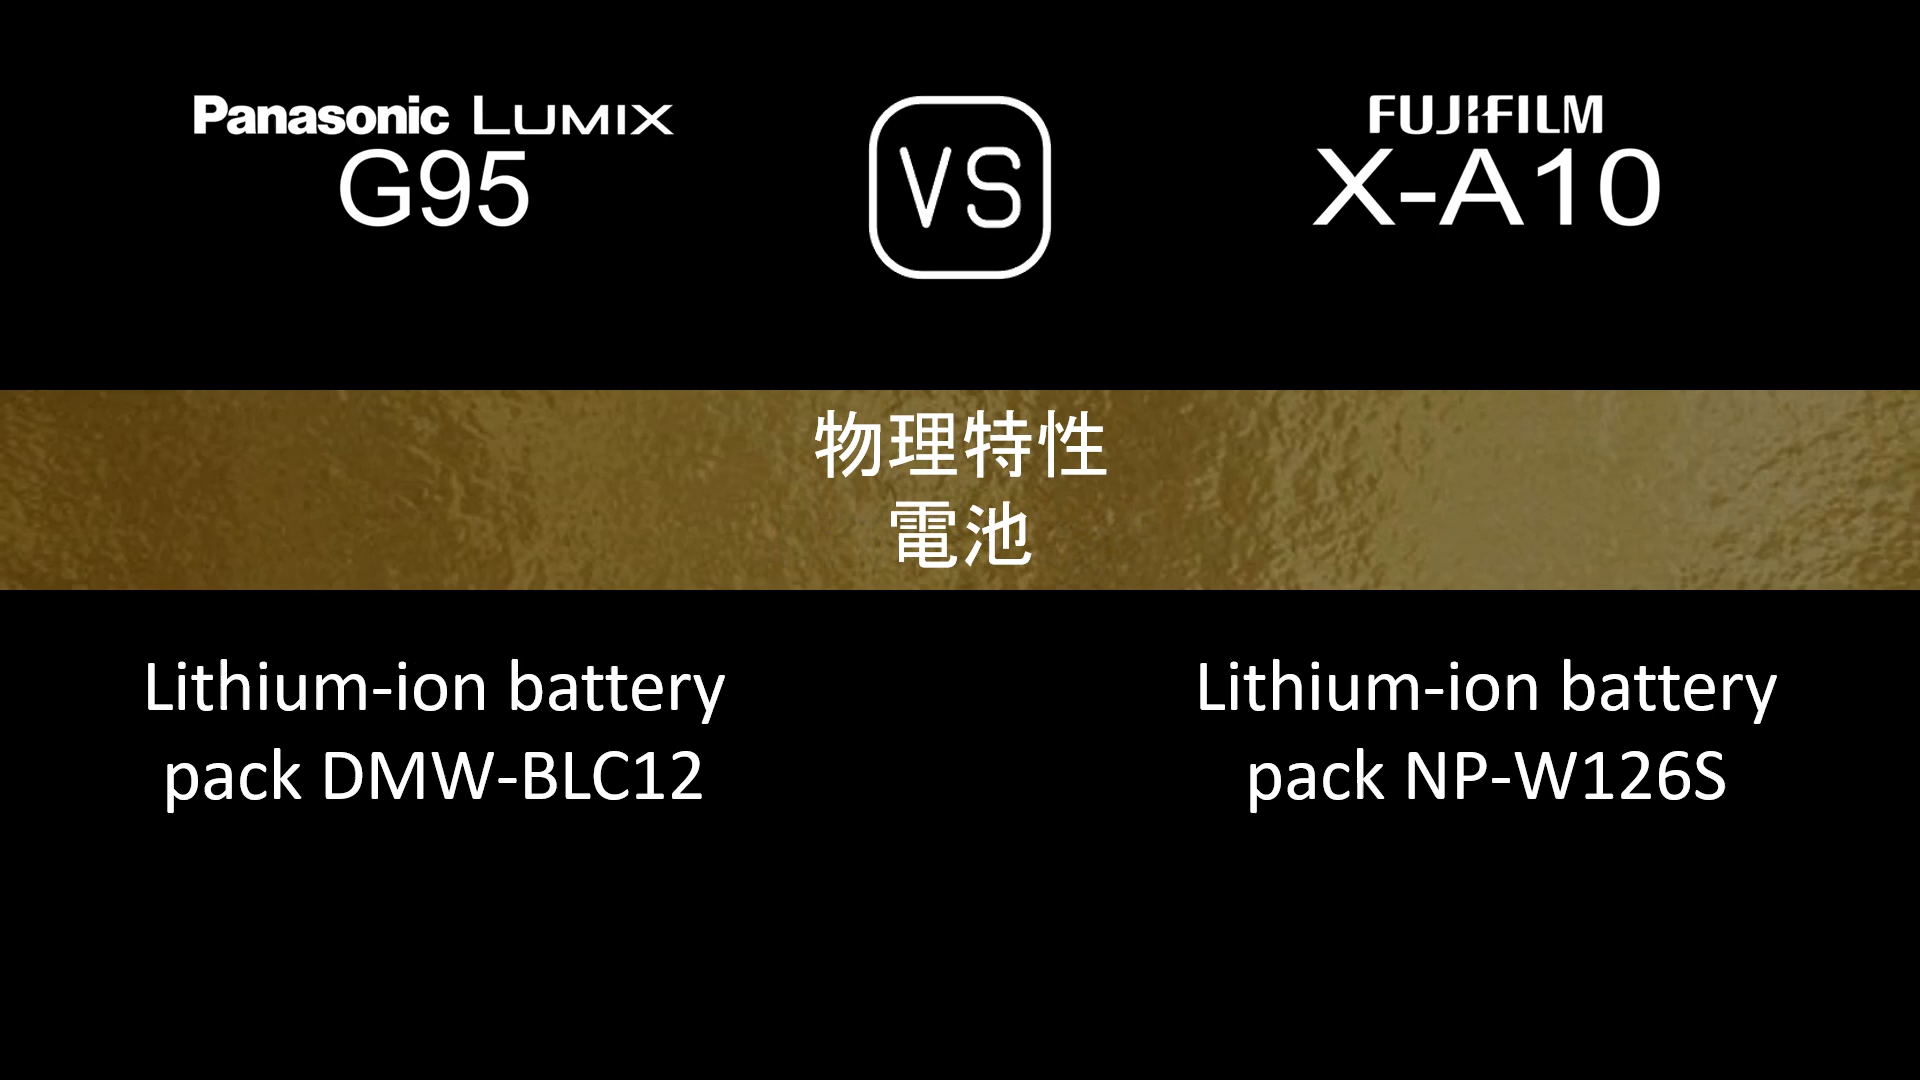 Panasonic LUMIX
G95
VS
FUJIFILM
X-A10
物理特性
電池
Lithium-ion battery
pack DMW-BLC12
Lithium-ion battery
pack NP-W126S